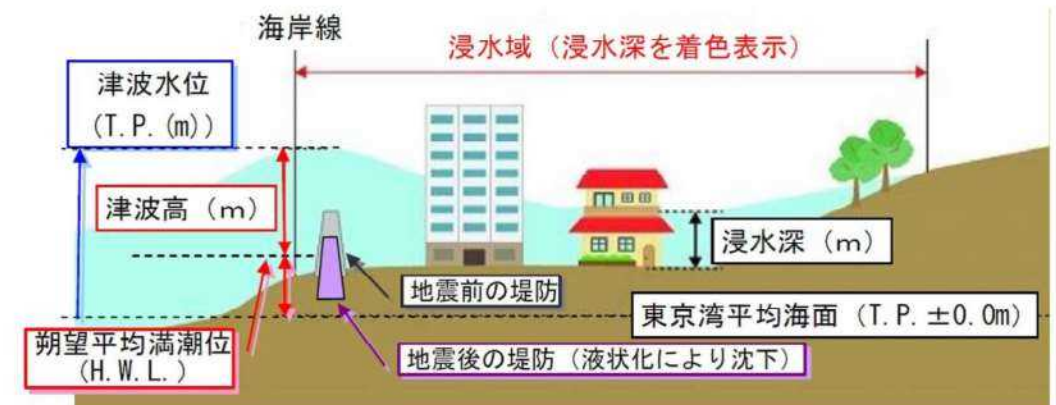 海岸線
浸水域（浸水深を着色表示）
津波水位
(T.P.(m))
津波高（m）
浸水深（m）
地震前の堤防
東京湾平均海面（T.P.±0.0m）
朔望平均満潮位
(H.W.L.)
地震後の堤防（液状化により沈下）